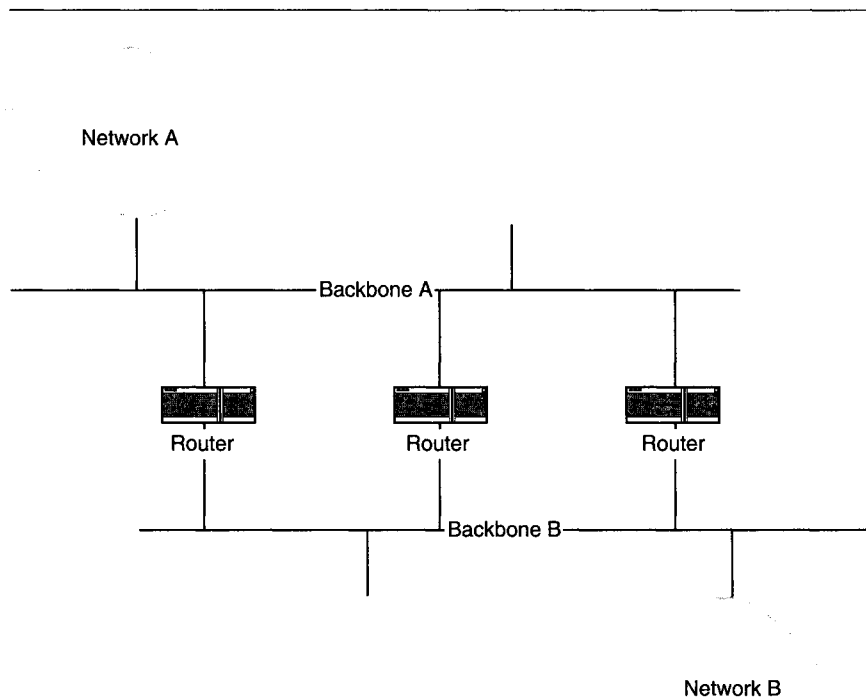 Network A
Backbone A
Router
Router
Router
Backbone B
Network B